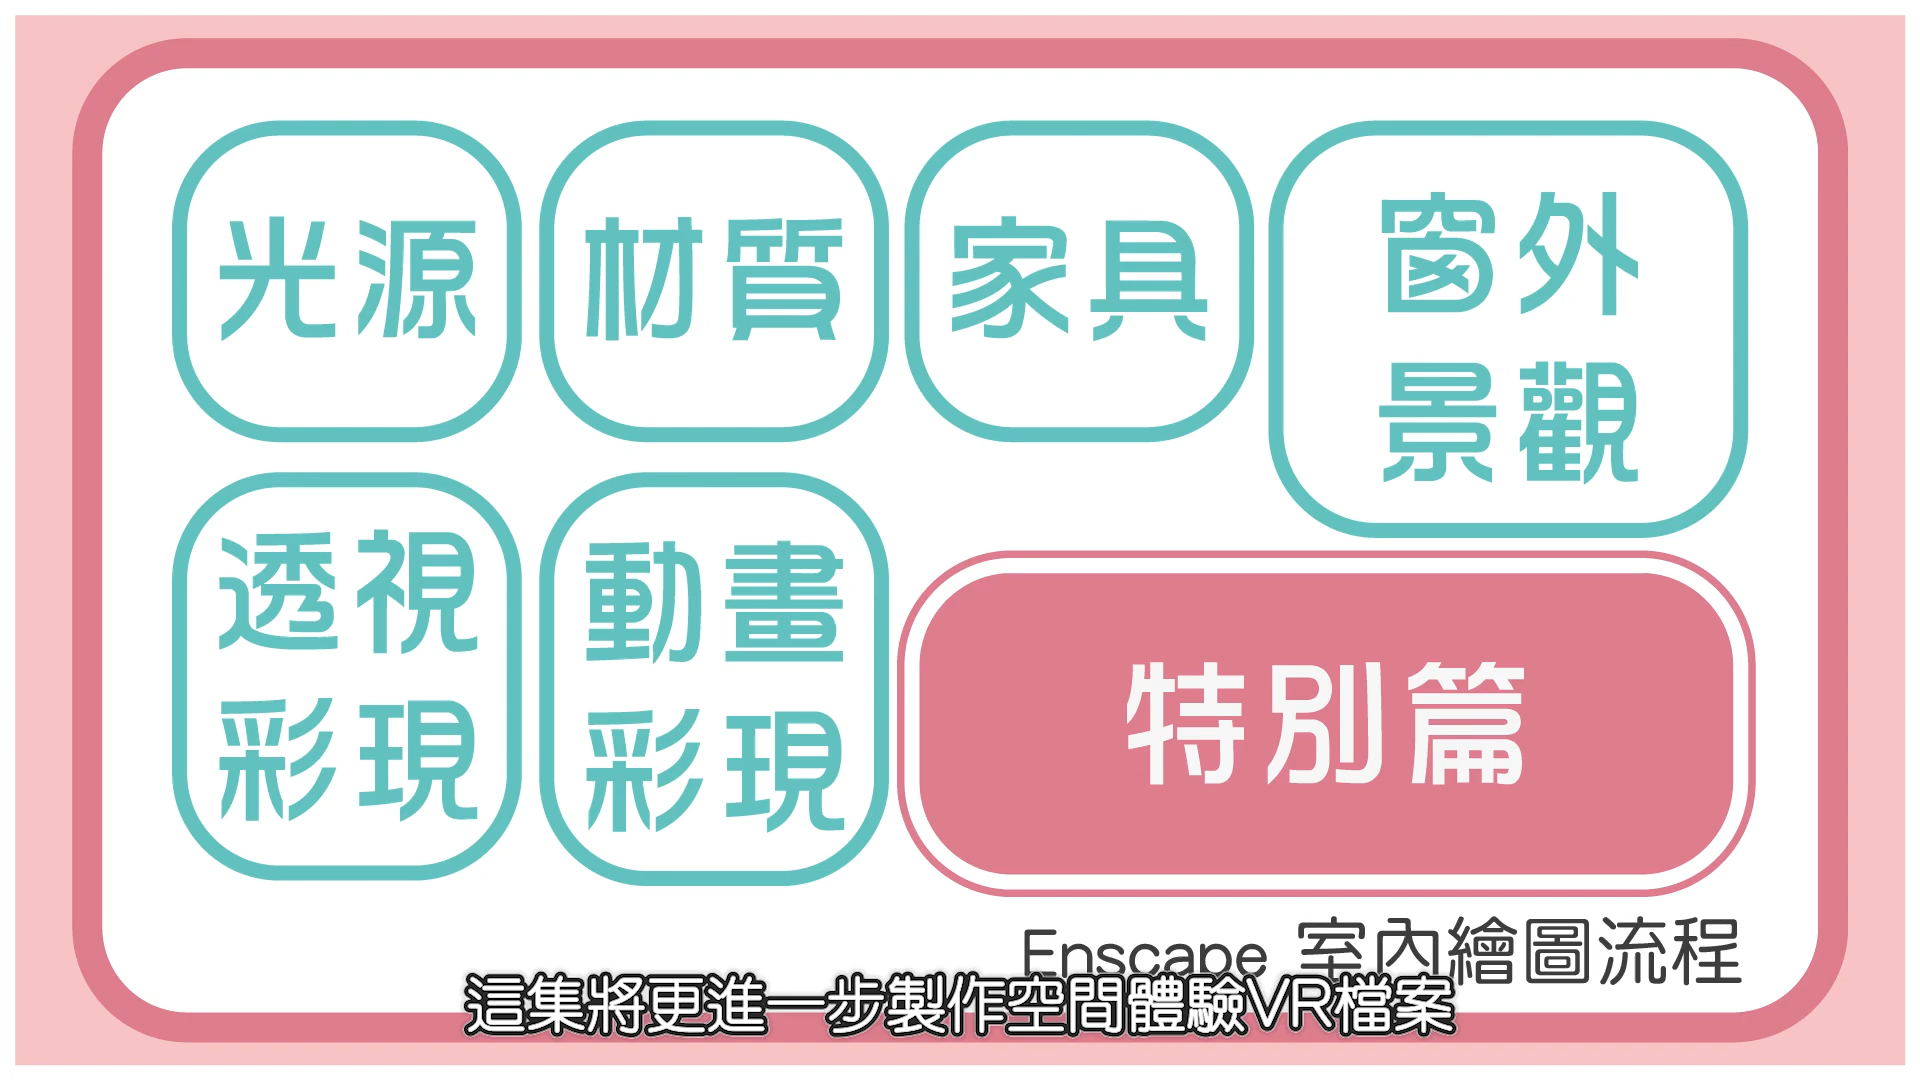 光源
材質
家具
窗外
景觀
透視
彩現
動畫
彩現
特別篇
Enscape 室內繪圖流程
這集將更進一步製作空間體驗VR檔案